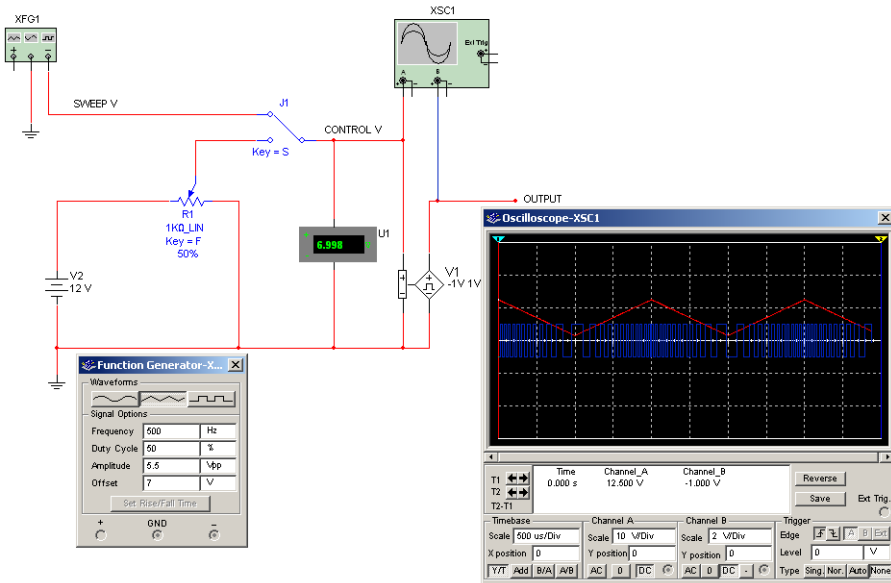 XFG1
XSC1
Ext Trig
A B
SWEEP V
J1
CONTROL V
Key = S
OUTPUT
R1
1KΩ_LIN
Key = F
50%
U1
6.998 V
V1
-1V 1V
V2
12 V
Oscilloscope-XSC1
1
2
Function Generator-X...
Waveforms
Signal Options
Frequency 500 Hz
Duty Cycle 50 %
Amplitude 5.5 Vpp
Offset 7 V
Set Rise/Fall Time
+ GND -
Time Channel_A Channel_B
T1 0.000 s 12.500 V -1.000 V
T2
T2-T1
Reverse
Save
Ext Trig.
Timebase
Scale 500 us/Div
X position 0
Y/T Add B/A A/B
Channel A
Scale 10 V/Div
Y position 0
AC 0 DC
Channel B
Scale 2 V/Div
Y position 0
AC 0 DC -
Trigger
Edge A B Ext
Level 0 V
Type Sing. Nor. Auto None